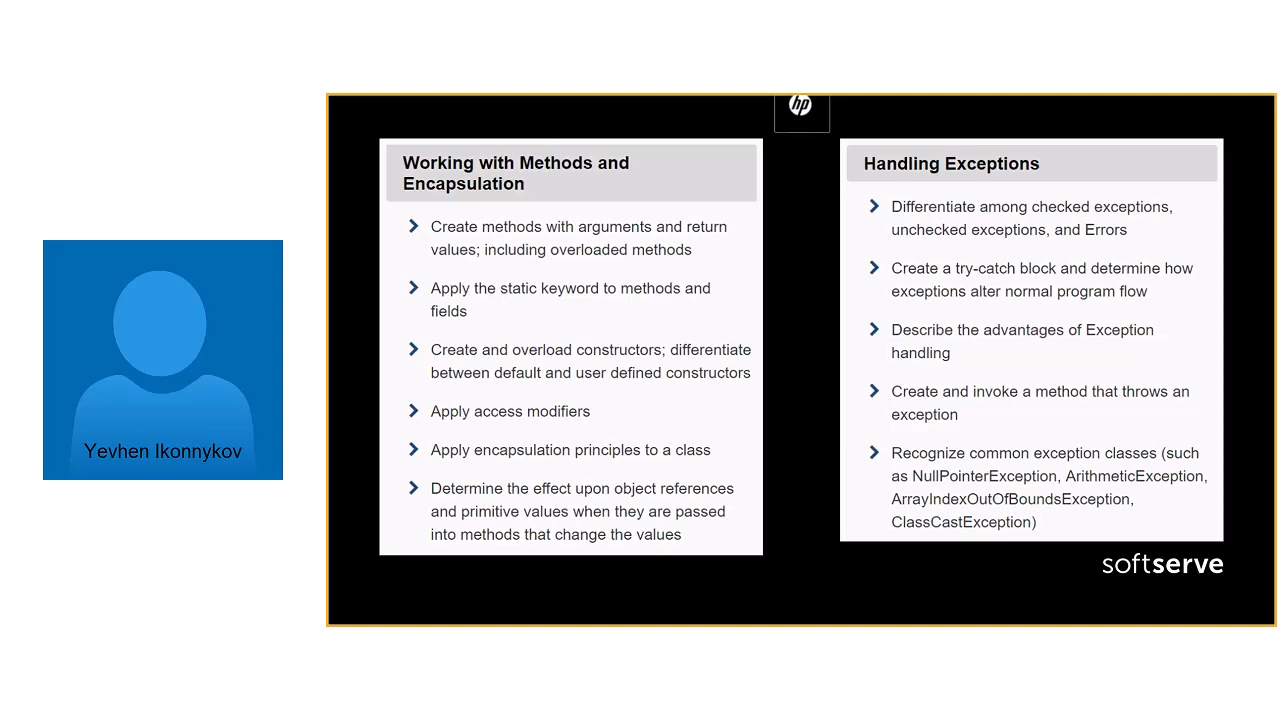 hp
Working with Methods and
Encapsulation
Create methods with arguments and return
values; including overloaded methods
Apply the static keyword to methods and
fields
Create and overload constructors; differentiate
between default and user defined constructors
Apply access modifiers
Apply encapsulation principles to a class
Determine the effect upon object references
and primitive values when they are passed
into methods that change the values
Handling Exceptions
Differentiate among checked exceptions,
unchecked exceptions, and Errors
Create a try-catch block and determine how
exceptions alter normal program flow
Describe the advantages of Exception
handling
Create and invoke a method that throws an
exception
Recognize common exception classes (such
as NullPointerException, ArithmeticException,
ArrayIndexOutOfBoundsException,
ClassCastException)
softserve
Yevhen Ikonnykov